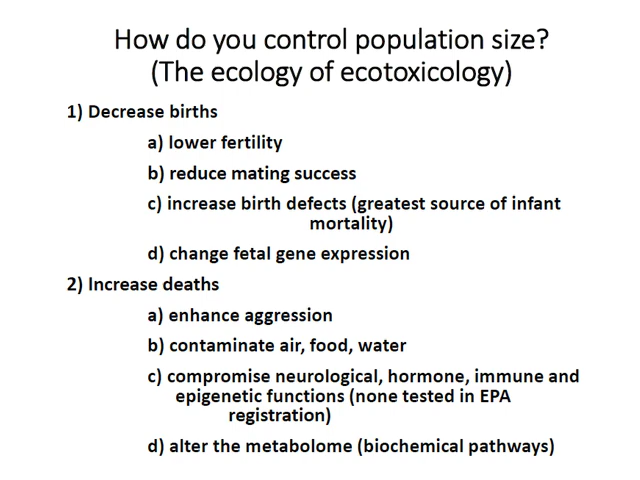 How do you control population size?
(The ecology of ecotoxicology)
1) Decrease births
a) lower fertility
b) reduce mating success
c) increase birth defects (greatest source of infant
mortality)
d) change fetal gene expression
2) Increase deaths
a) enhance aggression
b) contaminate air, food, water
c) compromise neurological, hormone, immune and
epigenetic functions (none tested in EPA
registration)
d) alter the metabolome (biochemical pathways)